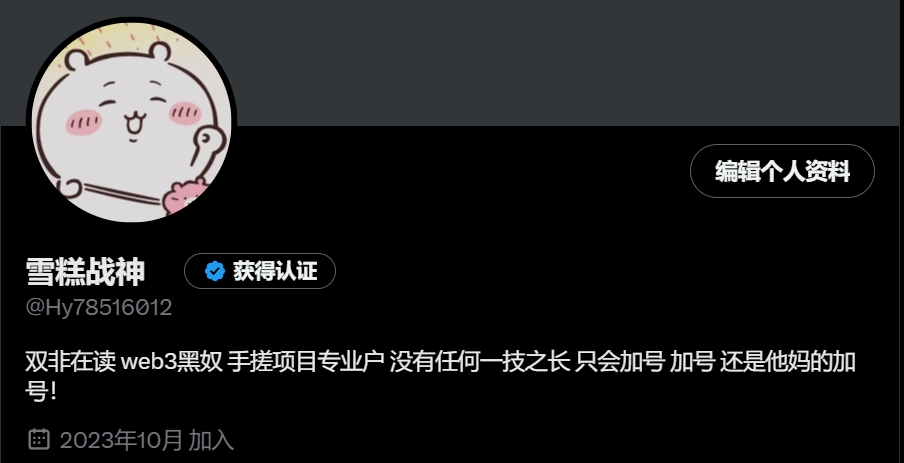 编辑个人资料
雪糕战神 获得认证
@Hy78516012
双非在读 web3黑奴 手搓项目专业户 没有任何一技之长 只会加号 加号 还是他妈的加
号！
2023年10月 加入